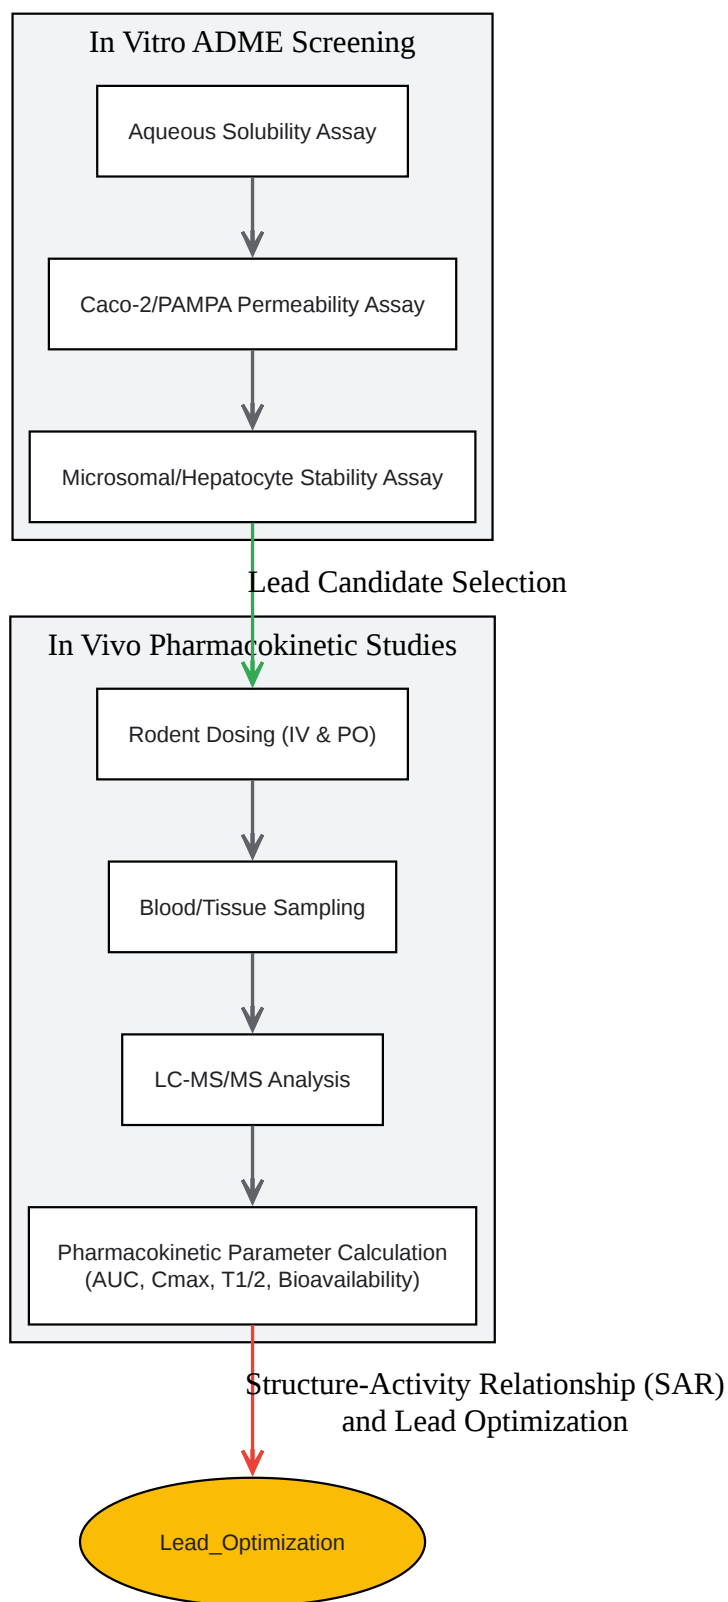 In Vitro ADME Screening
Aqueous Solubility Assay
Caco-2/PAMPA Permeability Assay
Microsomal/Hepatocyte Stability Assay
Lead Candidate Selection
In Vivo Pharmacokinetic Studies
Rodent Dosing (IV & PO)
Blood/Tissue Sampling
LC-MS/MS Analysis
Pharmacokinetic Parameter Calculation
(AUC, Cmax, T1/2, Bioavailability)
Structure-Activity Relationship (SAR)
and Lead Optimization
Lead_Optimization